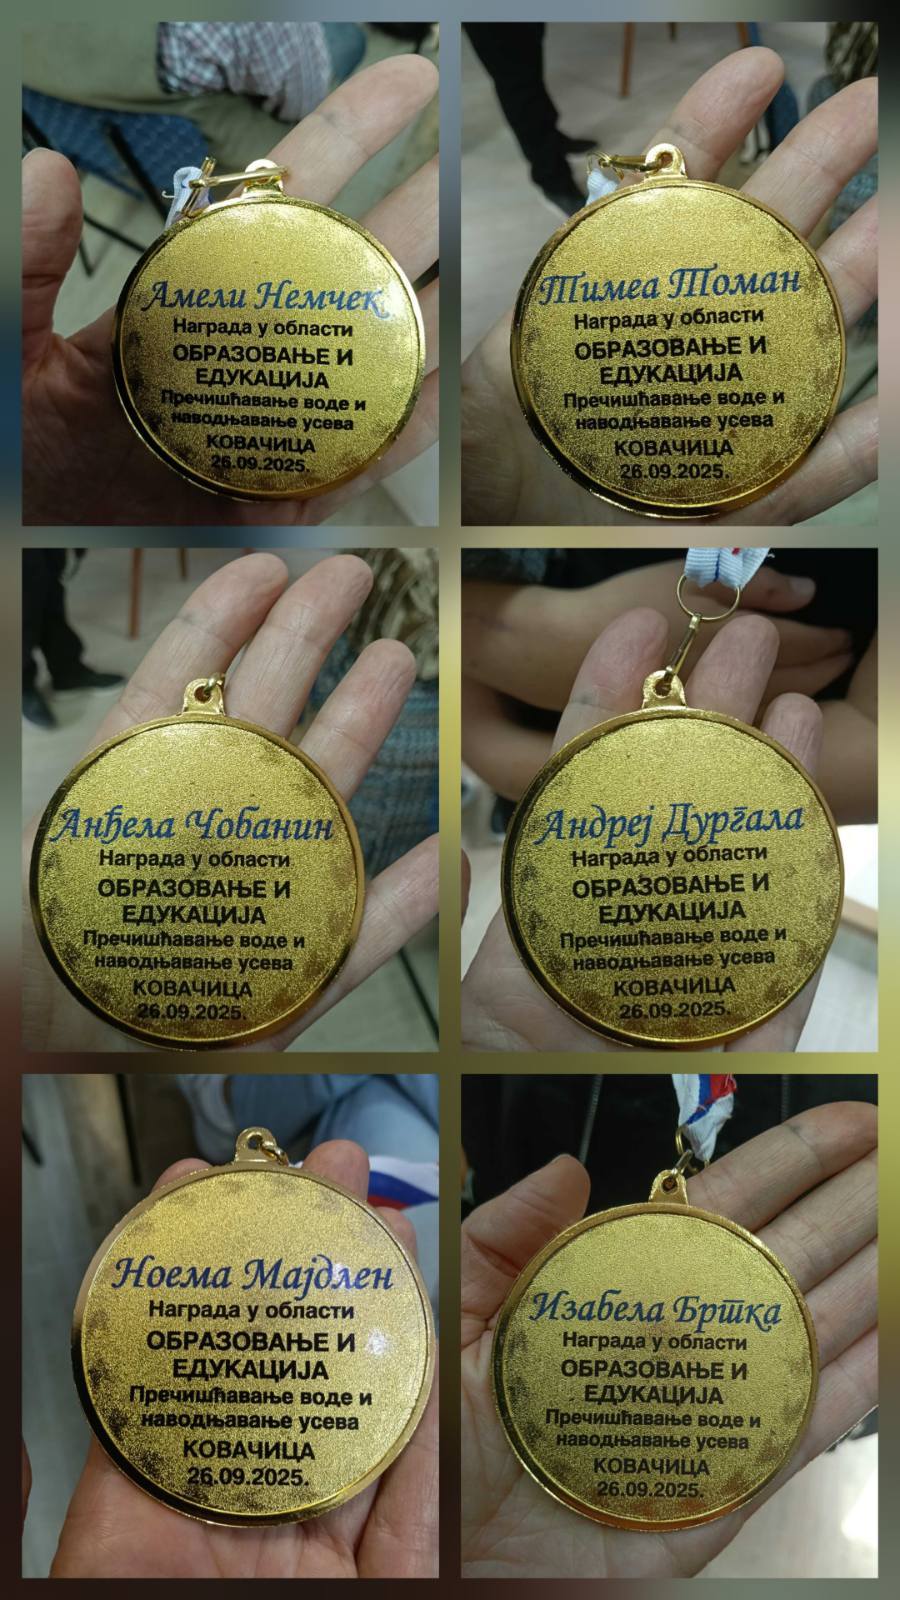 Амели Немчек
Награда у области
ОБРАЗОВАЊЕ И
ЕДУКАЦИЈА
Пречишћавање воде и
наводњавање усева
КОВАЧИЦА
26.09.2025.
Тимеа Томан
Награда у области
ОБРАЗОВАЊЕ И
ЕДУКАЦИЈА
Пречишћавање воде и
наводњавање усева
КОВАЧИЦА
26.09.2025.
Анђела Чобанин
Награда у области
ОБРАЗОВАЊЕ И
ЕДУКАЦИЈА
Пречишћавање воде и
наводњавање усева
КОВАЧИЦА
26.09.2025.
Андреј Дургала
Награда у области
ОБРАЗОВАЊЕ И
ЕДУКАЦИЈА
Пречишћавање воде и
наводњавање усева
КОВАЧИЦА
26.09.2025.
Ноема Мајдлен
Награда у области
ОБРАЗОВАЊЕ И
ЕДУКАЦИЈА
Пречишћавање воде и
наводњавање усева
КОВАЧИЦА
26.09.2025.
Изабела Бртка
Награда у области
ОБРАЗОВАЊЕ И
ЕДУКАЦИЈА
Пречишћавање воде и
наводњавање усева
КОВАЧИЦА
26.09.2025.